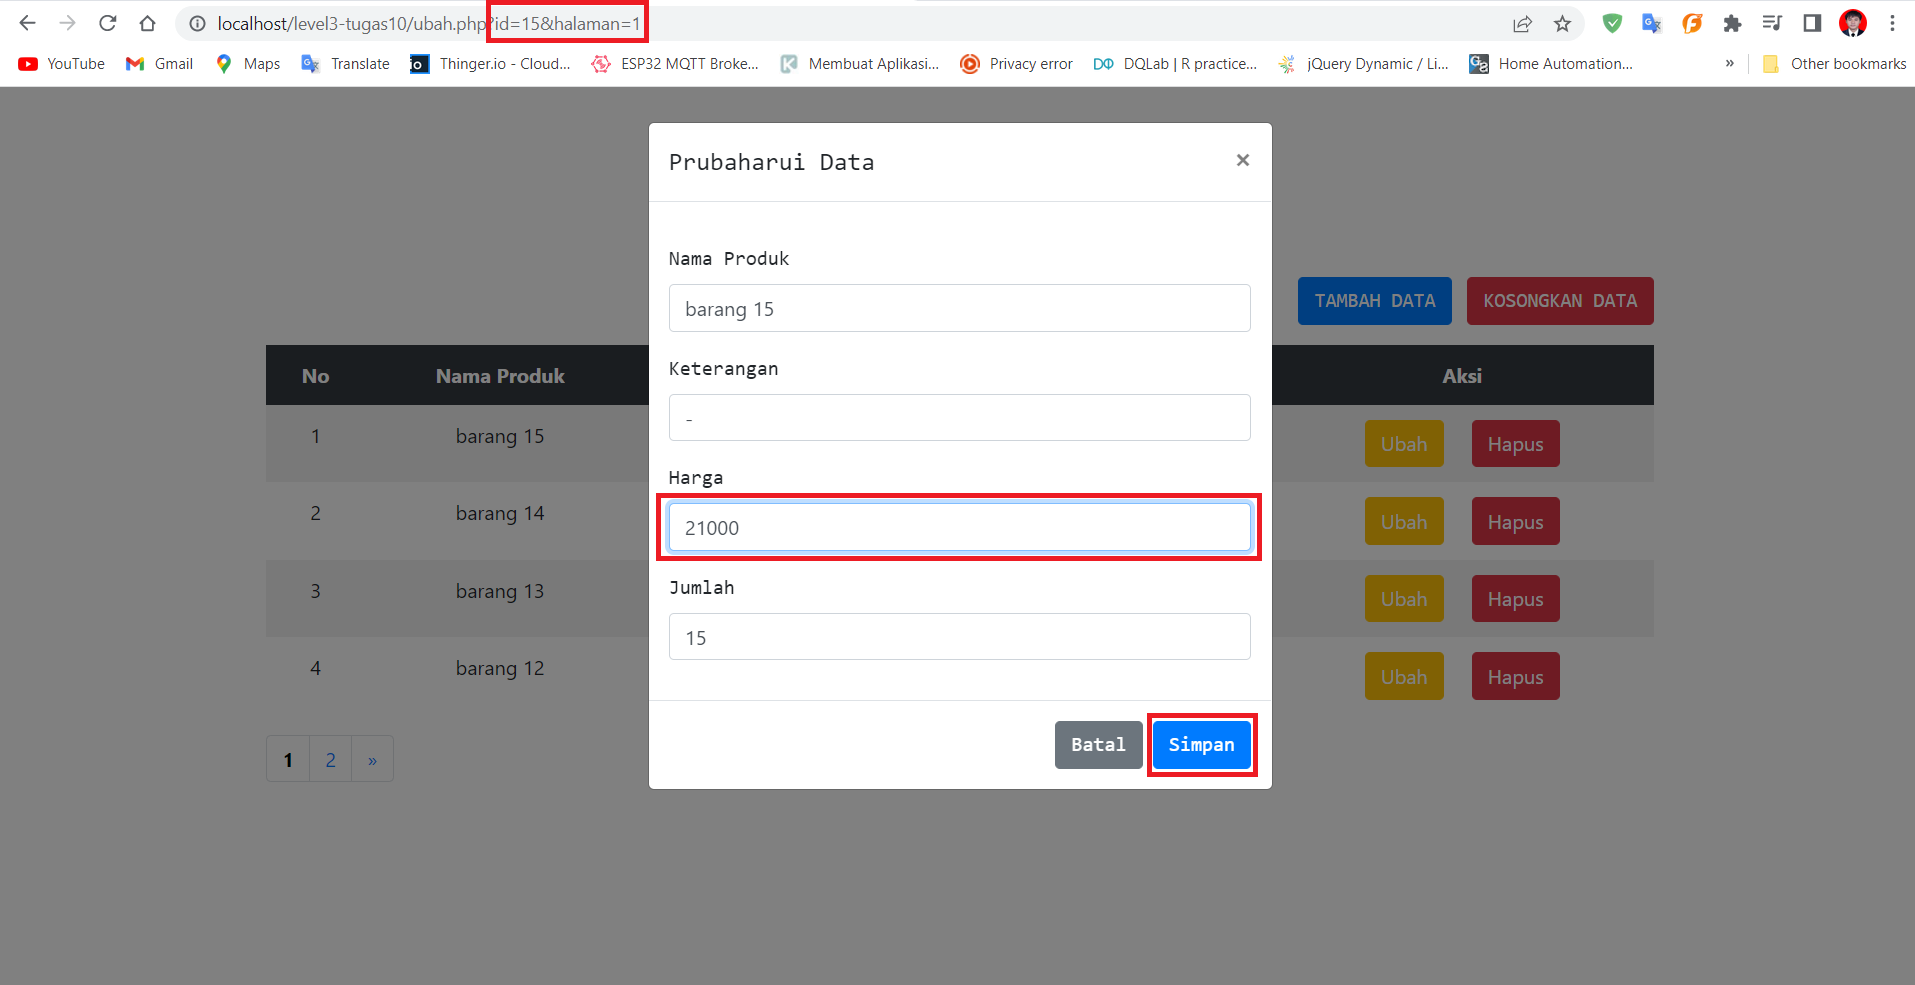 localhost/level3-tugas10/ubah.php?id=15&halaman=1
YouTube Gmail Maps Translate Thinger.io - Cloud... ESP32 MQTT Broke... Membuat Aplikasi... Privacy error DQLab | R practice... jQuery Dynamic / Li... Home Automation... » Other bookmarks
Prubaharui Data ×
Nama Produk
barang 15
Keterangan
-
Harga
21000
Jumlah
15
Batal Simpan
TAMBAH DATA KOSONGKAN DATA
No Nama Produk Aksi
1 barang 15 Ubah Hapus
2 barang 14 Ubah Hapus
3 barang 13 Ubah Hapus
4 barang 12 Ubah Hapus
1 2 »